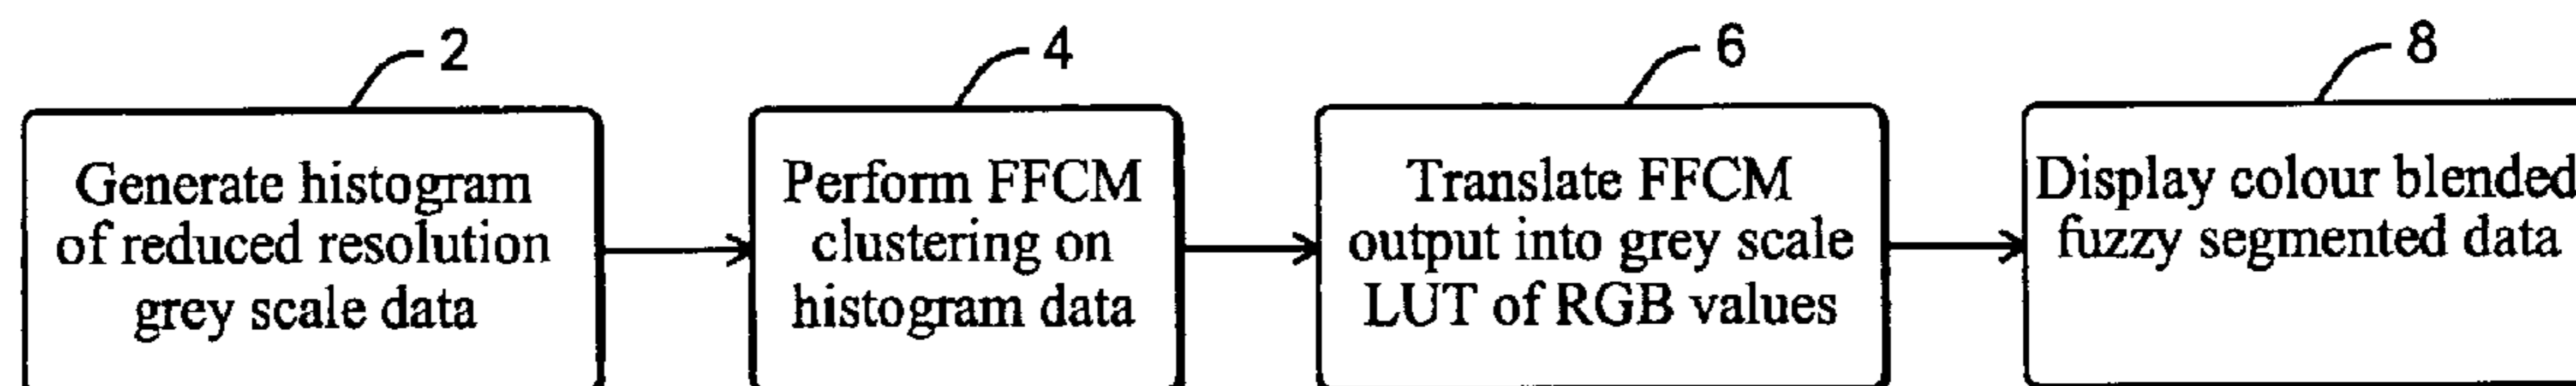 2
4
6
8
Generate histogram
of reduced resolution
grey scale data
Perform FFCM
clustering on
histogram data
Translate FFCM
output into grey scale
LUT of RGB values
Display colour blended
fuzzy segmented data